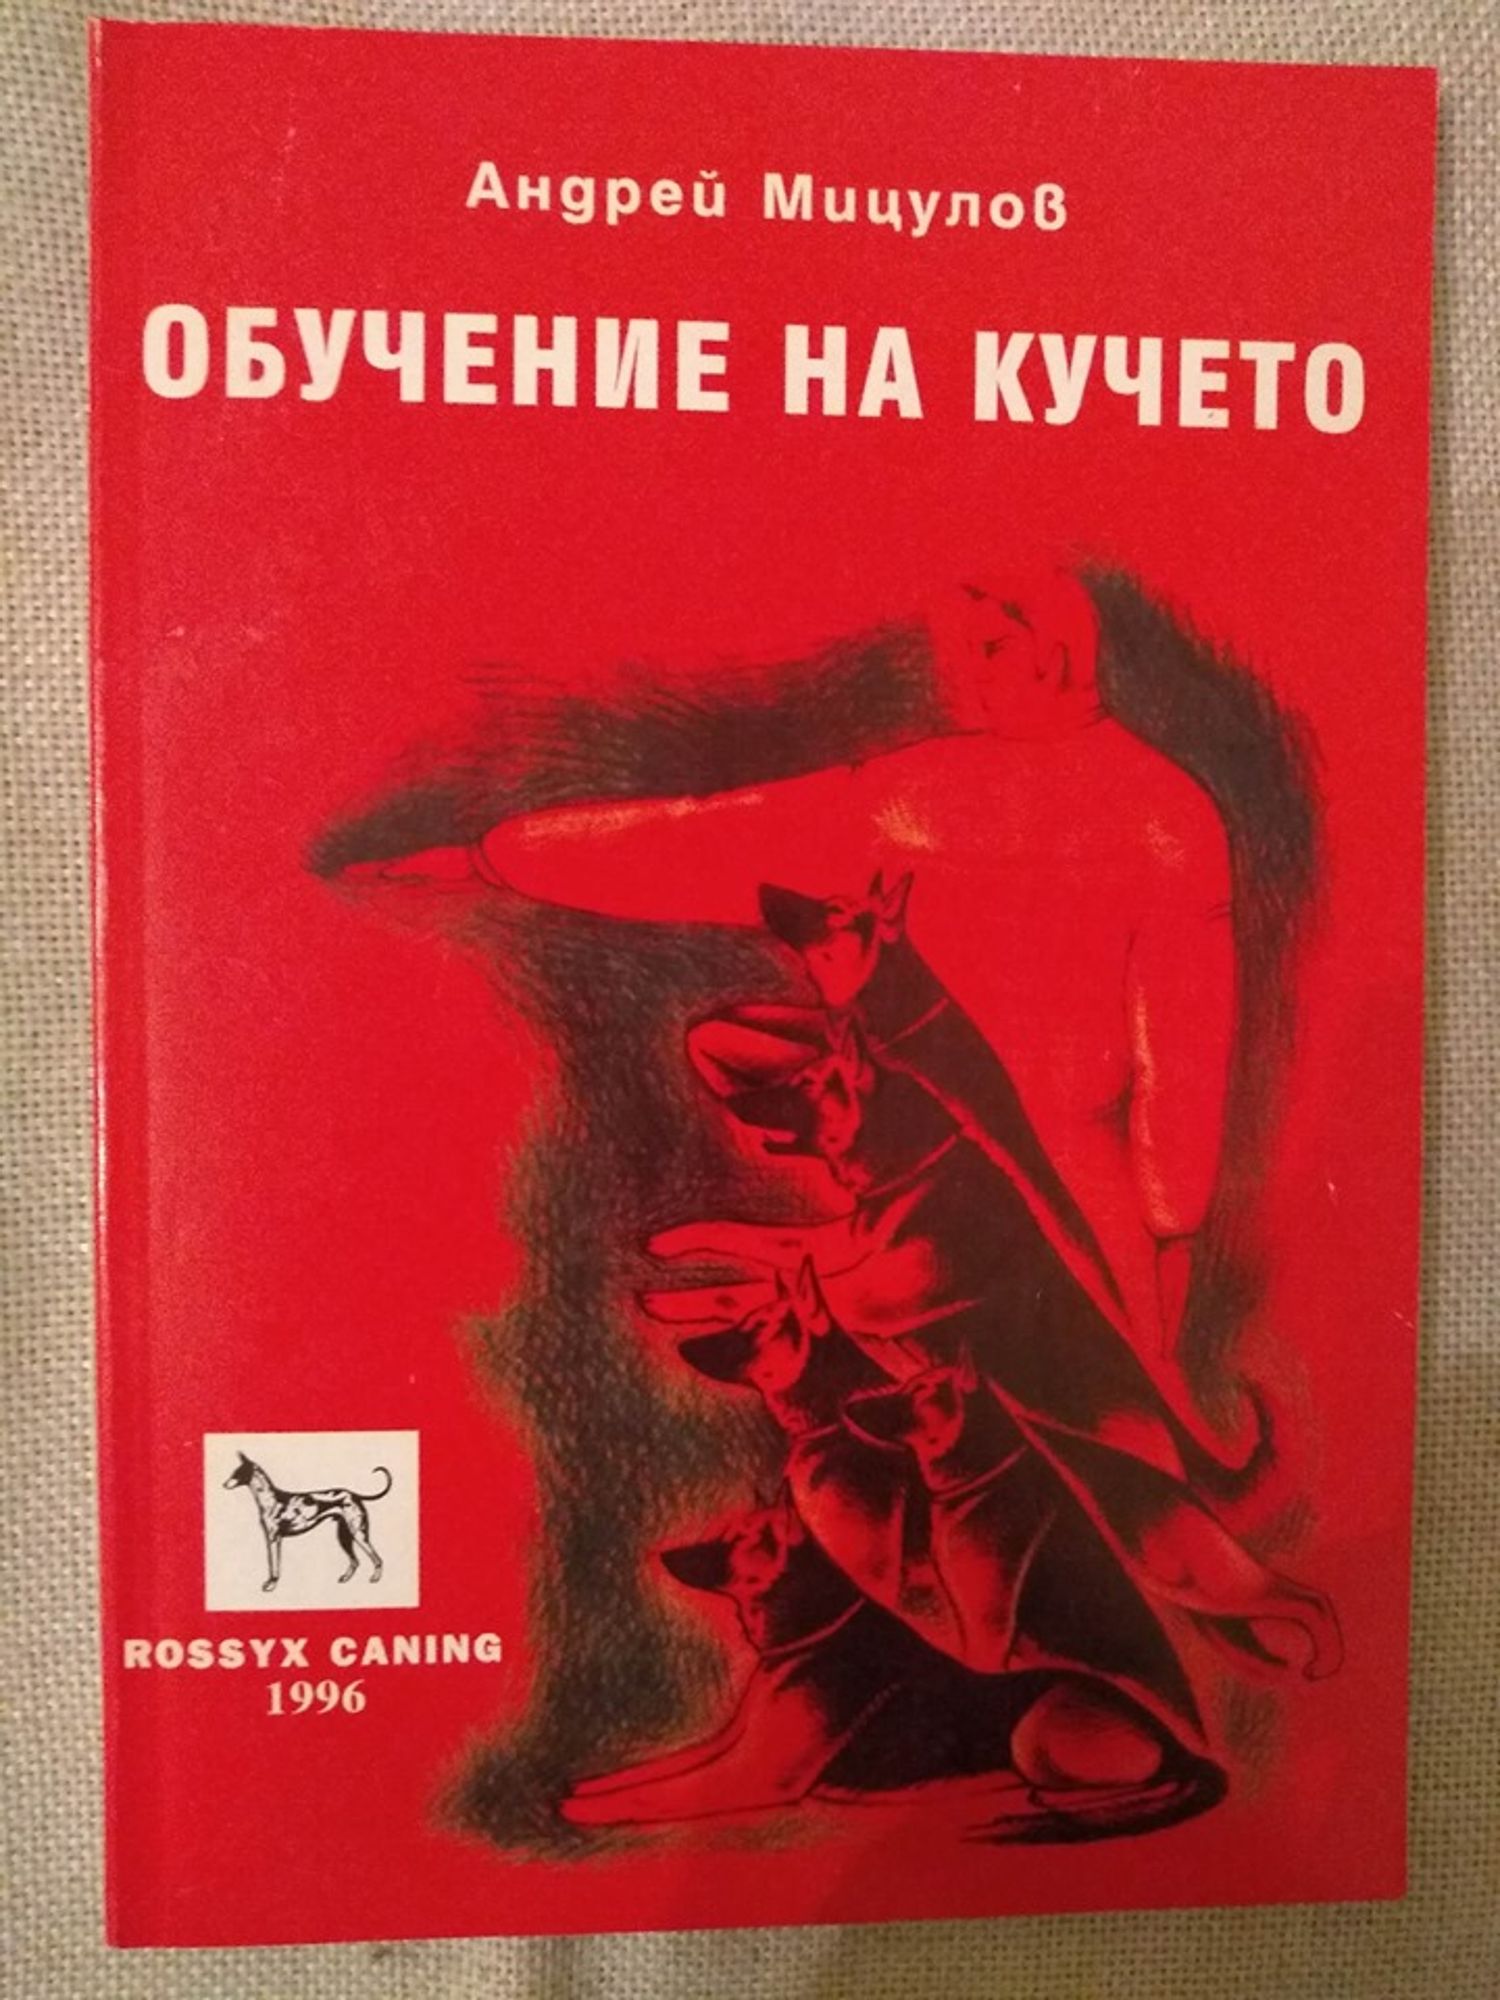 Андрей Мицулов
ОБУЧЕНИЕ НА КУЧЕТО
ROSSYX CANING
1996